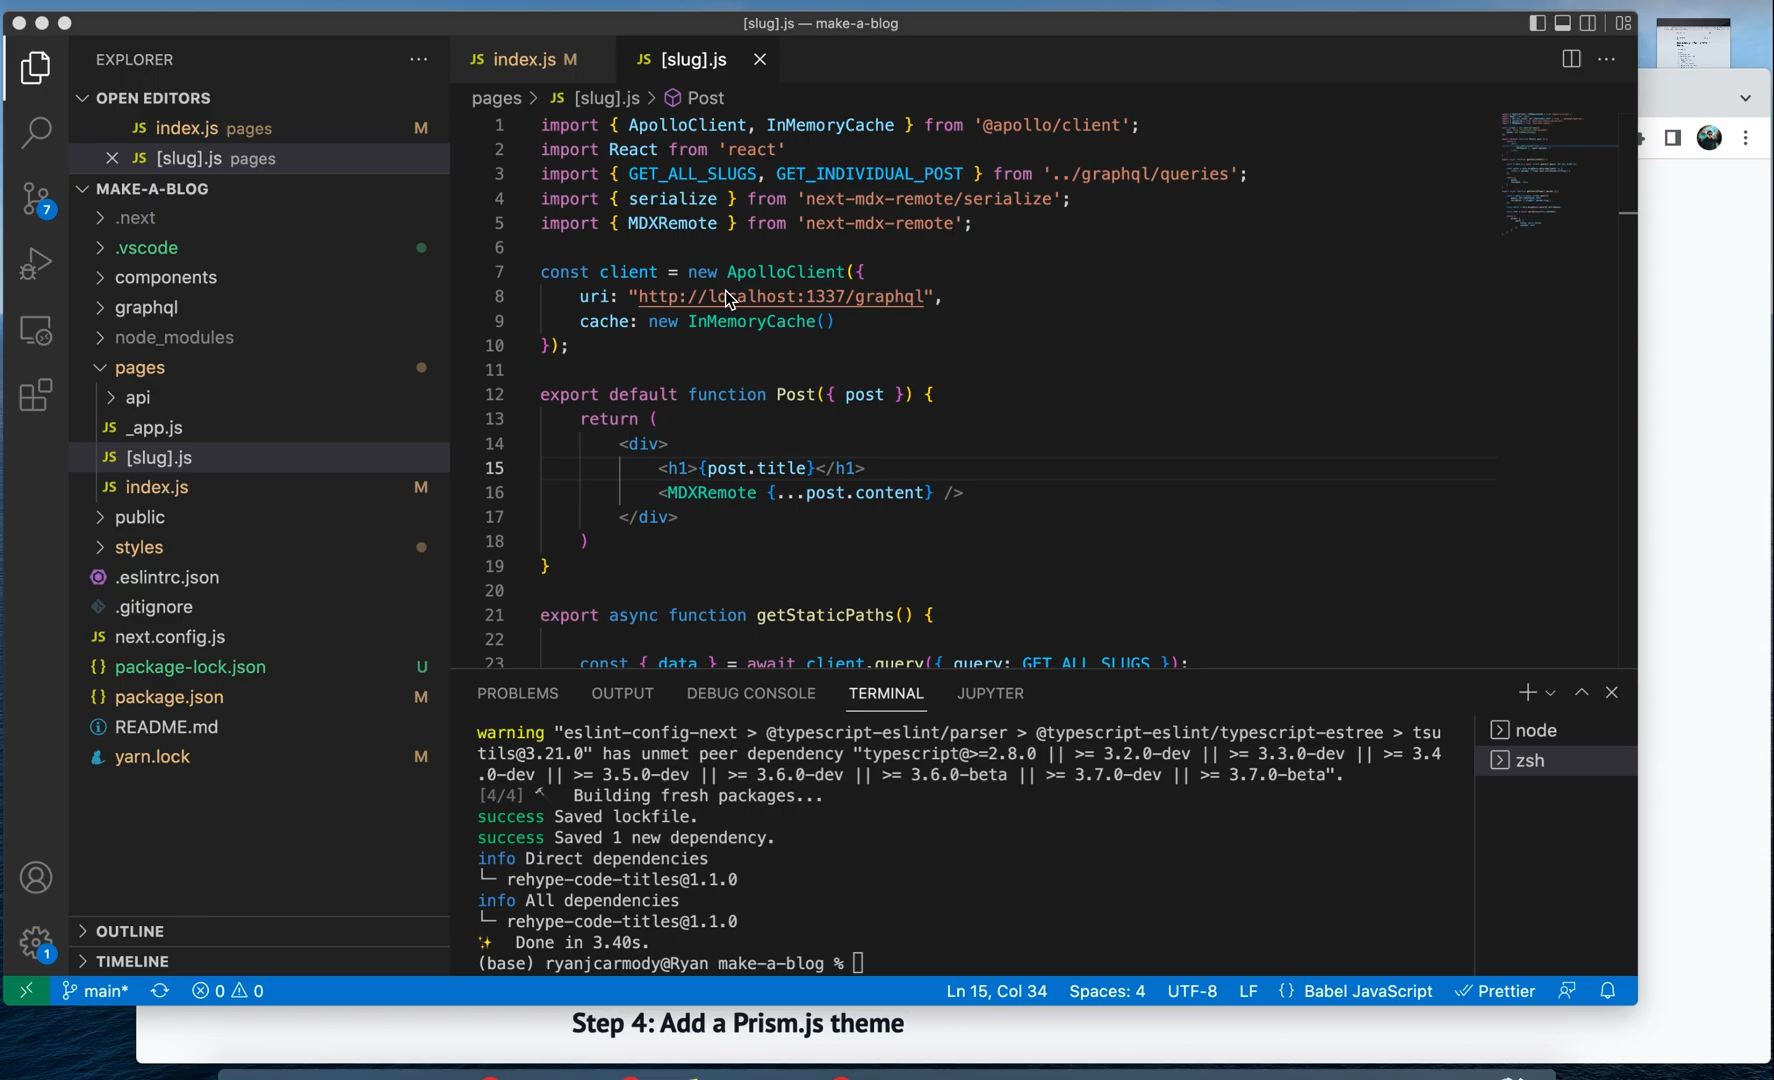 [slug].js — make-a-blog
EXPLORER
OPEN EDITORS
JS index.js pages M
JS [slug].js pages
MAKE-A-BLOG
.next
.vscode
components
graphql
node_modules
pages
api
JS _app.js
JS [slug].js
JS index.js M
public
styles
.eslintrc.json
.gitignore
JS next.config.js
{} package-lock.json U
{} package.json M
README.md
yarn.lock M
OUTLINE
TIMELINE
7
1
JS index.js M
JS [slug].js
pages > JS [slug].js > Post
1 import { ApolloClient, InMemoryCache } from '@apollo/client';
2 import React from 'react'
3 import { GET_ALL_SLUGS, GET_INDIVIDUAL_POST } from '../graphql/queries';
4 import { serialize } from 'next-mdx-remote/serialize';
5 import { MDXRemote } from 'next-mdx-remote';
6
7 const client = new ApolloClient({
8 uri: "http://localhost:1337/graphql",
9 cache: new InMemoryCache()
10 });
11
12 export default function Post({ post }) {
13 return (
14 <div>
15 <h1>{post.title}</h1>
16 <MDXRemote {...post.content} />
17 </div>
18 )
19 }
20
21 export async function getStaticPaths() {
22
23 const { data } = await client.query({ query: GET_ALL_SLUGS });
PROBLEMS OUTPUT DEBUG CONSOLE TERMINAL JUPYTER
warning "eslint-config-next > @typescript-eslint/parser > @typescript-eslint/typescript-estree > tsu
tils@3.21.0" has unmet peer dependency "typescript@>=2.8.0 || >= 3.2.0-dev || >= 3.3.0-dev || >= 3.4
.0-dev || >= 3.5.0-dev || >= 3.6.0-dev || >= 3.6.0-beta || >= 3.7.0-dev || >= 3.7.0-beta".
[4/4] Building fresh packages...
success Saved lockfile.
success Saved 1 new dependency.
info Direct dependencies
└─ rehype-code-titles@1.1.0
info All dependencies
└─ rehype-code-titles@1.1.0
✨ Done in 3.40s.
(base) ryanjcarmody@Ryan make-a-blog %
node
zsh
main* 0 0 Ln 15, Col 34 Spaces: 4 UTF-8 LF {} Babel JavaScript Prettier
Step 4: Add a Prism.js theme